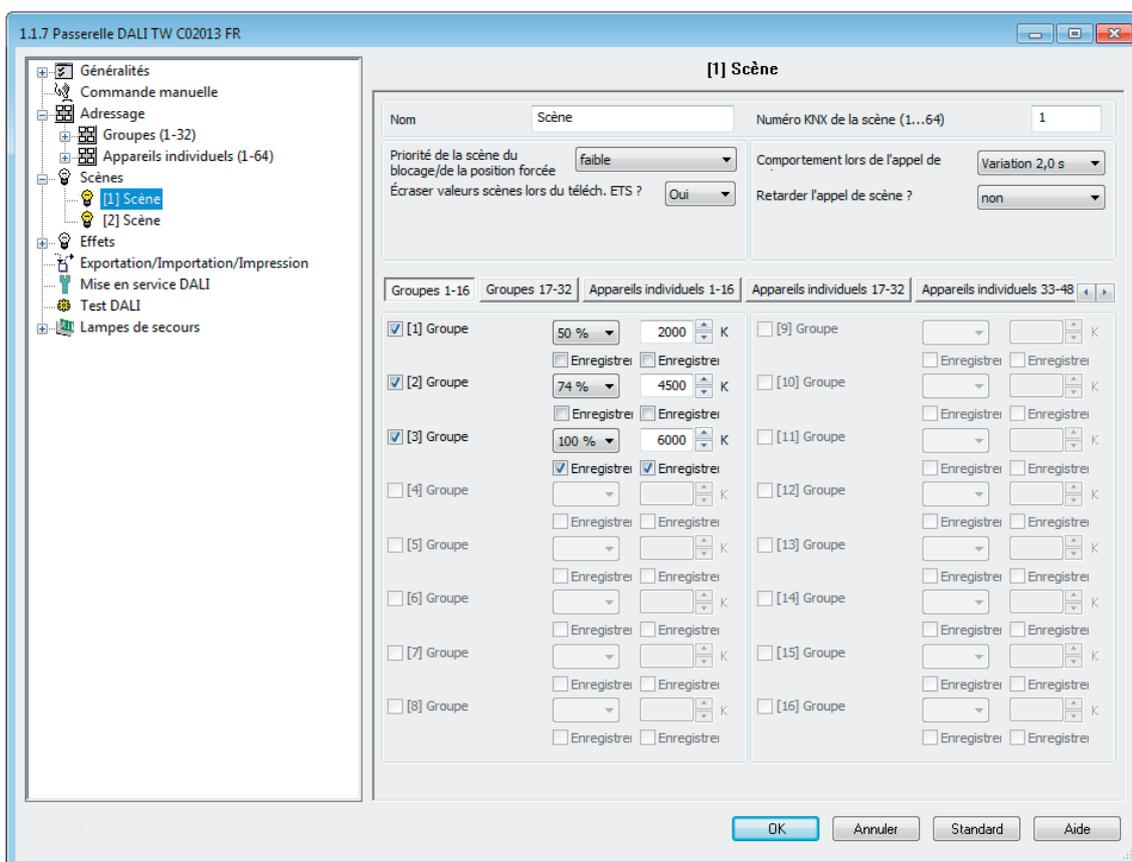 1.1.7 Passerelle DALI TW C02013 FR
Généralités
Commande manuelle
Adressage
Groupes (1-32)
Appareils individuels (1-64)
Scènes
[1] Scène
[2] Scène
Effets
Exportation/Importation/Impression
Mise en service DALI
Test DALI
Lampes de secours
[1] Scène
Nom Scène Numéro KNX de la scène (1...64) 1
Priorité de la scène du
blocage/de la position forcée faible
Comportement lors de l'appel de Variation 2,0 s
Écraser valeurs scènes lors du téléch. ETS ? Oui
Retarder l'appel de scène ? non
Groupes 1-16 Groupes 17-32 Appareils individuels 1-16 Appareils individuels 17-32 Appareils individuels 33-48
[1] Groupe 50 % 2000 K
Enregistrer Enregistrer
[2] Groupe 74 % 4500 K
Enregistrer Enregistrer
[3] Groupe 100 % 6000 K
Enregistrer Enregistrer
[4] Groupe K
Enregistrer Enregistrer
[5] Groupe K
Enregistrer Enregistrer
[6] Groupe K
Enregistrer Enregistrer
[7] Groupe K
Enregistrer Enregistrer
[8] Groupe K
Enregistrer Enregistrer
[9] Groupe K
Enregistrer Enregistrer
[10] Groupe K
Enregistrer Enregistrer
[11] Groupe K
Enregistrer Enregistrer
[12] Groupe K
Enregistrer Enregistrer
[13] Groupe K
Enregistrer Enregistrer
[14] Groupe K
Enregistrer Enregistrer
[15] Groupe K
Enregistrer Enregistrer
[16] Groupe K
Enregistrer Enregistrer
OK Annuler Standard Aide